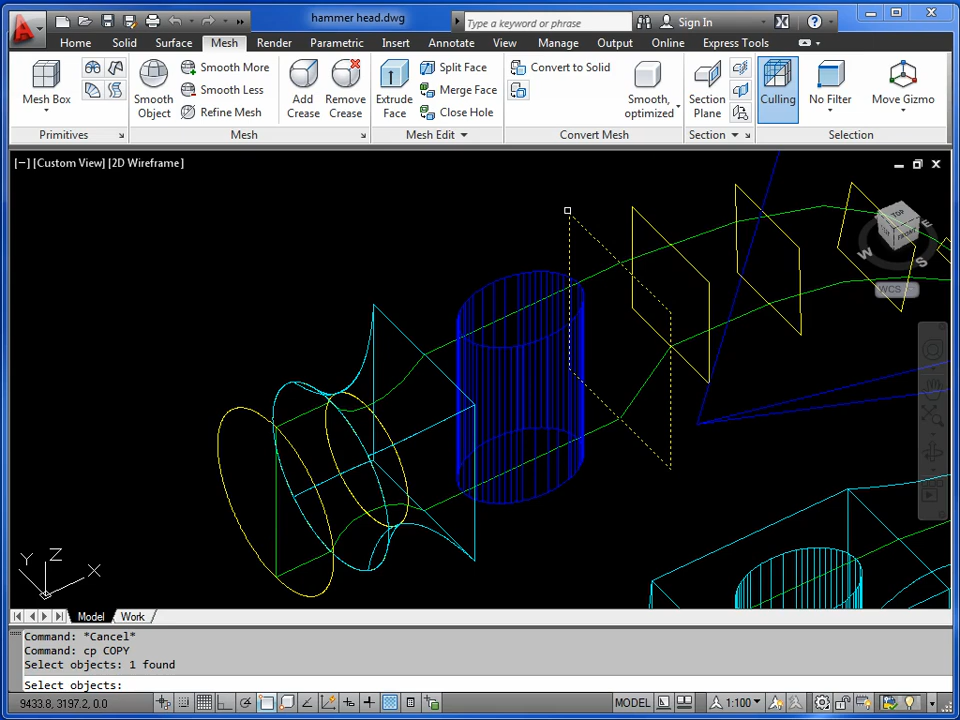 hammer head.dwg
Type a keyword or phrase
Sign In
Home Solid Surface Mesh Render Parametric Insert Annotate View Manage Output Online Express Tools
Mesh Box
Smooth Object
Smooth More
Smooth Less
Refine Mesh
Add Crease
Remove Crease
Extrude Face
Split Face
Merge Face
Close Hole
Convert to Solid
Smooth, optimized
Section Plane
Culling
No Filter
Move Gizmo
Primitives Mesh Mesh Edit Convert Mesh Section Selection
[−] [Custom View] [2D Wireframe]
TOP
FRONT
E
W
S
WCS
Y Z
X
Model Work
Command: *Cancel*
Command: cp COPY
Select objects: 1 found
Select objects:
9433.8, 3197.2, 0.0
MODEL
1:100